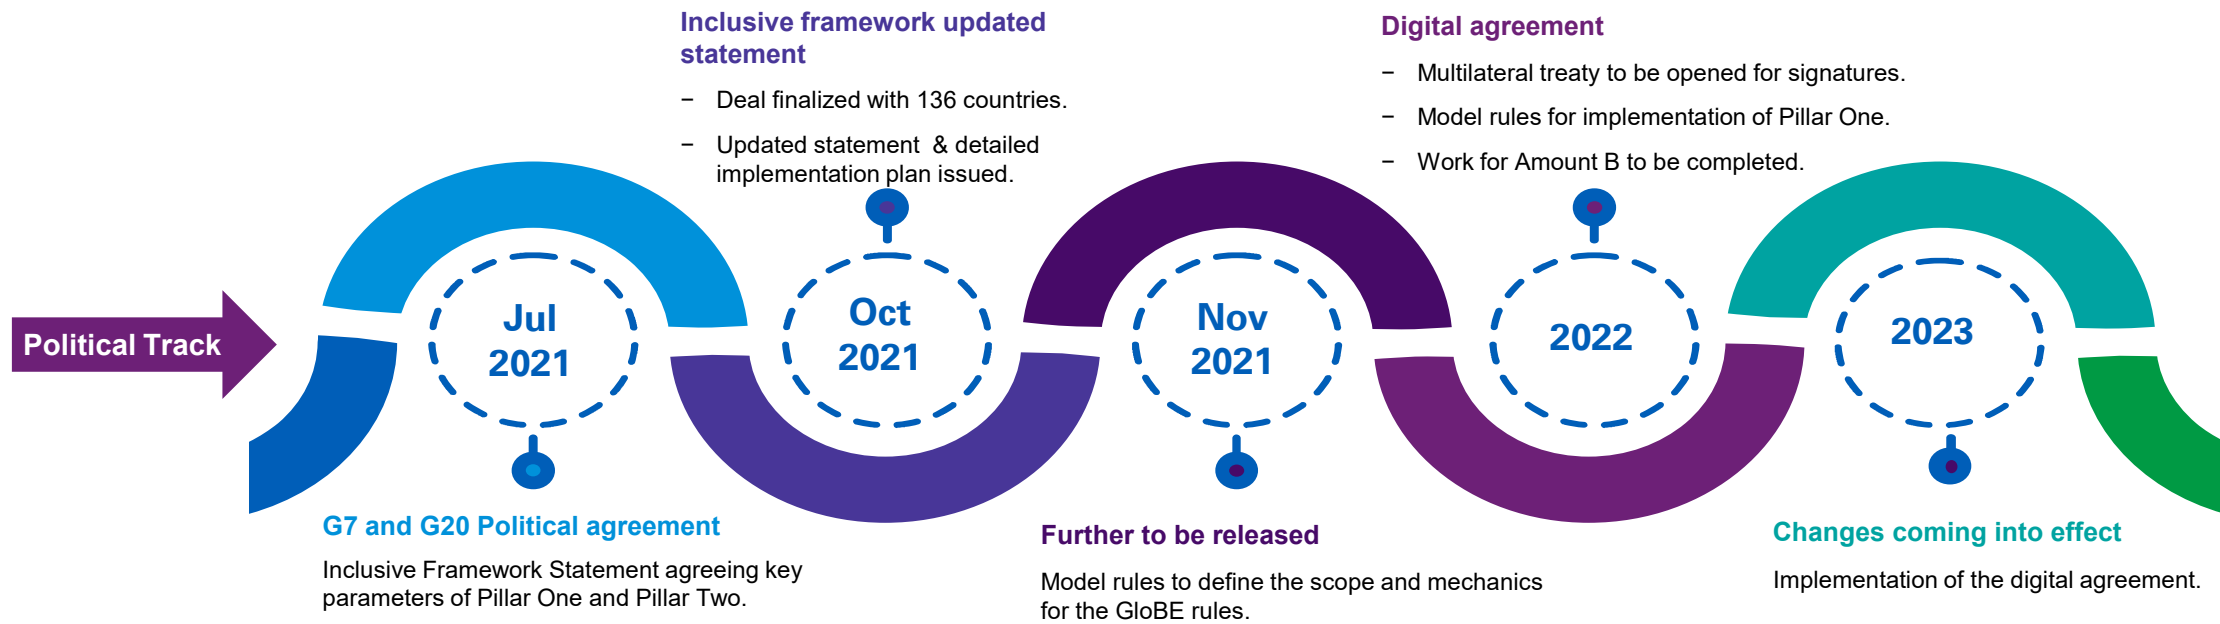 Political Track
Jul
2021
G7 and G20 Political agreement
Inclusive Framework Statement agreeing key
parameters of Pillar One and Pillar Two.
Inclusive framework updated
statement
− Deal finalized with 136 countries.
− Updated statement & detailed
implementation plan issued.
Oct
2021
Nov
2021
Further to be released
Model rules to define the scope and mechanics
for the GloBE rules.
Digital agreement
− Multilateral treaty to be opened for signatures.
− Model rules for implementation of Pillar One.
− Work for Amount B to be completed.
2022
2023
Changes coming into effect
Implementation of the digital agreement.